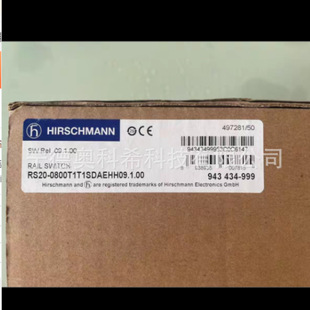 HIRSCHMANN
497281/50
SW Rel. 09.1.00
RAIL SWITCH
RS20-0800T1T1SDAEHH09.1.00
943 434-999
Hirschmann and are registered trademarks of Hirschmann Electronics GmbH